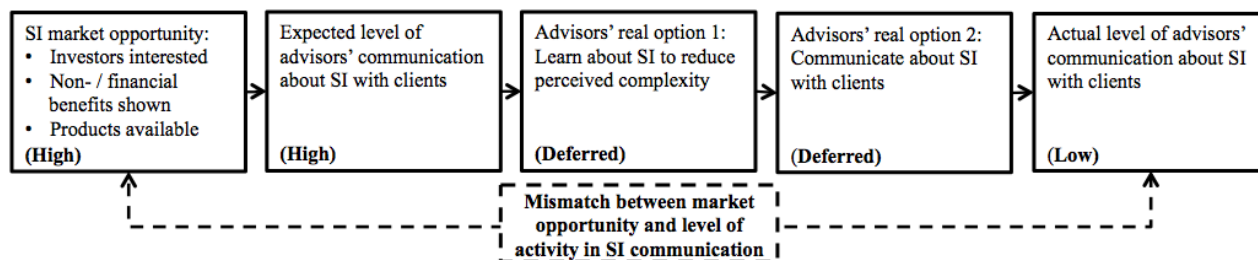 SI market opportunity:
• Investors interested
• Non- / financial
benefits shown
• Products available
(High)
Expected level of
advisors' communication
about SI with clients
(High)
Advisors' real option 1:
Learn about SI to reduce
perceived complexity
(Deferred)
Advisors' real option 2:
Communicate about SI
with clients
(Deferred)
Actual level of advisors'
communication about SI
with clients
(Low)
Mismatch between market
opportunity and level of
activity in SI communication